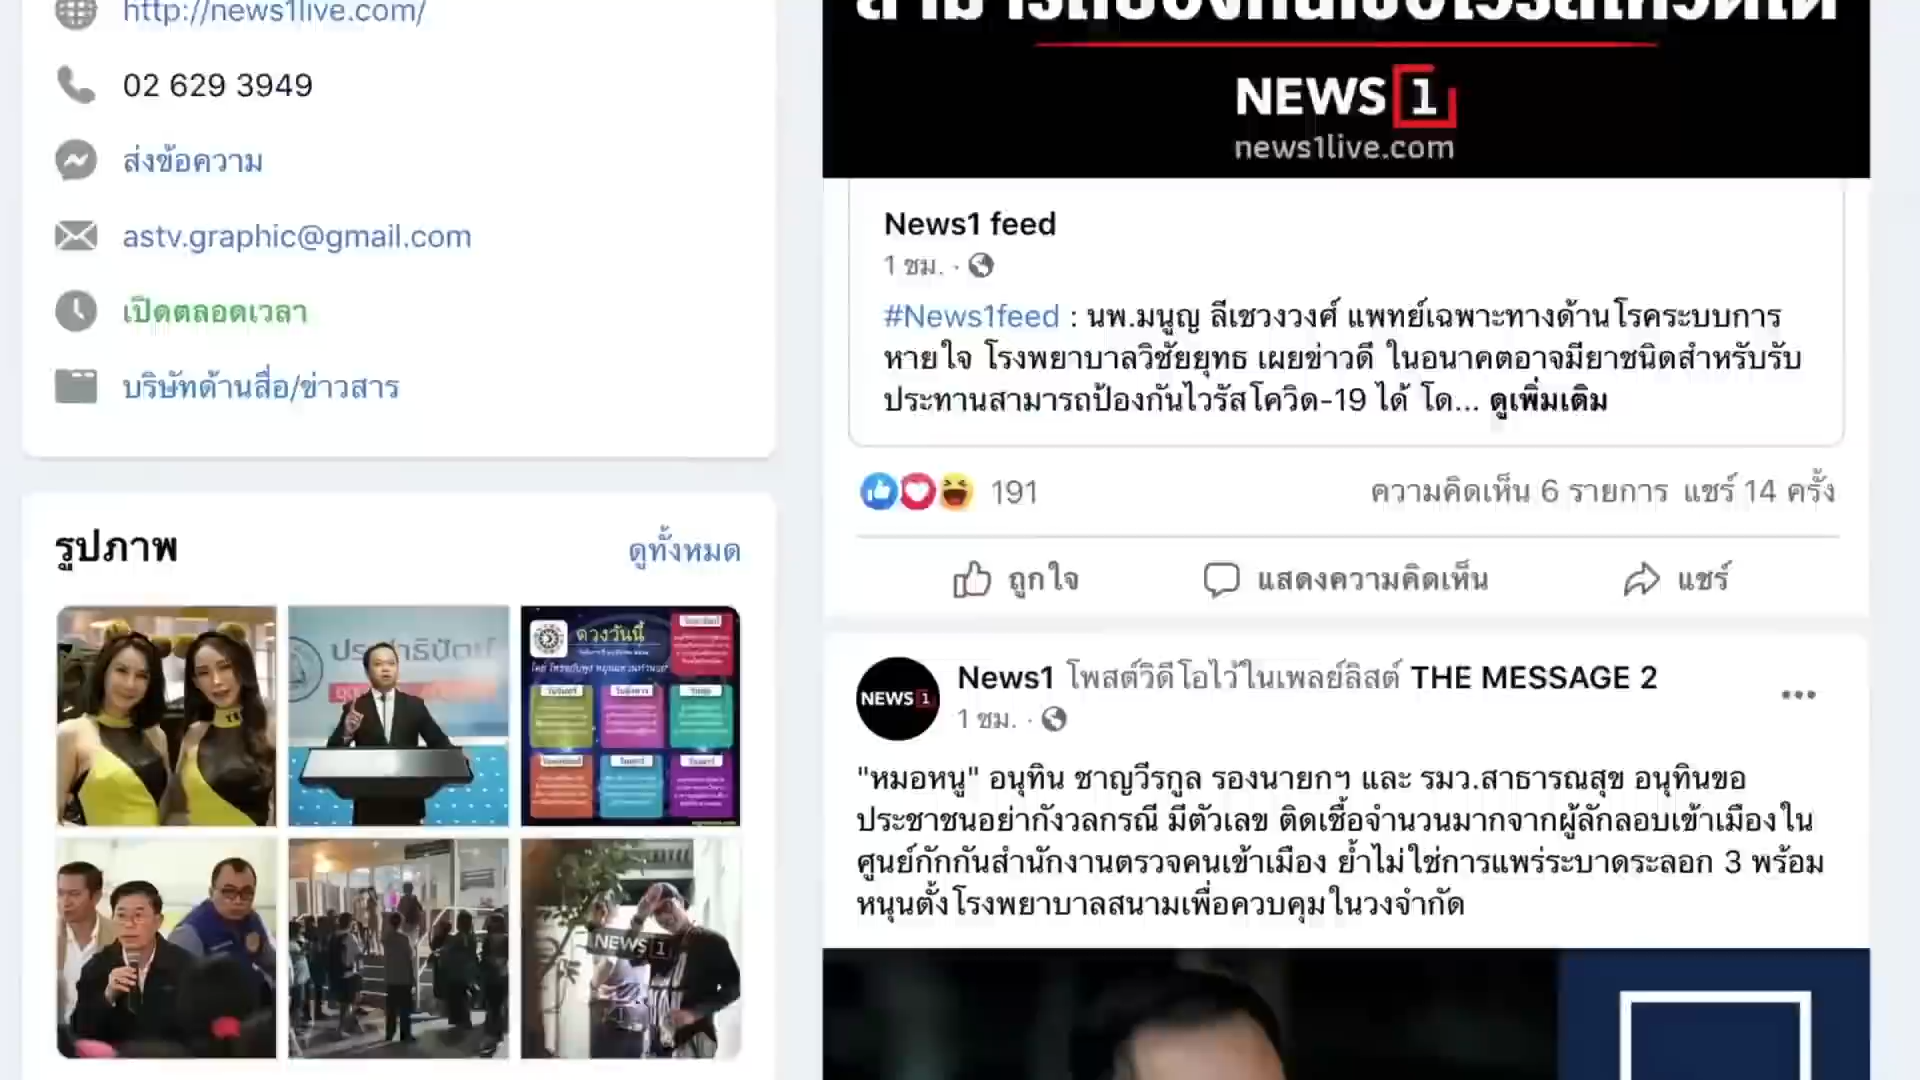 http://news1live.com/
02 629 3949
ส่งข้อความ
astv.graphic@gmail.com
เปิดตลอดเวลา
บริษัทด้านสื่อ/ข่าวสาร
รูปภาพ
ดูทั้งหมด
ประชาธิปัตย์
ดวงวันนี้
NEWS 1
NEWS 1
news1live.com
News1 feed
1 ชม. ·
#News1feed : นพ.มนูญ ลีเชวงวงศ์ แพทย์เฉพาะทางด้านโรคระบบการ
หายใจ โรงพยาบาลวิชัยยุทธ เผยข่าวดี ในอนาคตอาจมียาชนิดสำหรับรับ
ประทานสามารถป้องกันไวรัสโควิด-19 ได้ โด... ดูเพิ่มเติม
191
ความคิดเห็น 6 รายการ แชร์ 14 ครั้ง
ถูกใจ
แสดงความคิดเห็น
แชร์
NEWS 1
News1 โพสต์วิดีโอไว้ในเพลย์ลิสต์ THE MESSAGE 2
1 ชม. ·
"หมอหนู" อนุทิน ชาญวีรกูล รองนายกฯ และ รมว.สาธารณสุข อนุทินขอ
ประชาชนอย่ากังวลกรณี มีตัวเลข ติดเชื้อจำนวนมากจากผู้ลักลอบเข้าเมืองใน
ศูนย์กักกันสำนักงานตรวจคนเข้าเมือง ย้ำไม่ใช่การแพร่ระบาดระลอก 3 พร้อม
หนุนตั้งโรงพยาบาลสนามเพื่อควบคุมในวงจำกัด